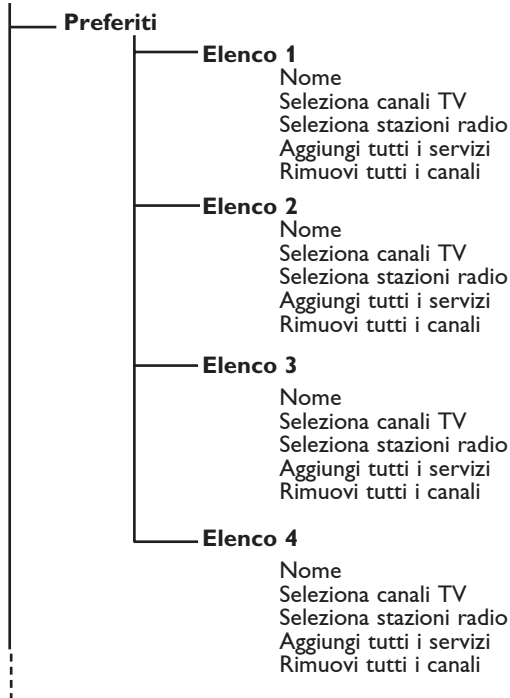 Preferiti
Elenco 1
Nome
Seleziona canali TV
Seleziona stazioni radio
Aggiungi tutti i servizi
Rimuovi tutti i canali
Elenco 2
Nome
Seleziona canali TV
Seleziona stazioni radio
Aggiungi tutti i servizi
Rimuovi tutti i canali
Elenco 3
Nome
Seleziona canali TV
Seleziona stazioni radio
Aggiungi tutti i servizi
Rimuovi tutti i canali
Elenco 4
Nome
Seleziona canali TV
Seleziona stazioni radio
Aggiungi tutti i servizi
Rimuovi tutti i canali